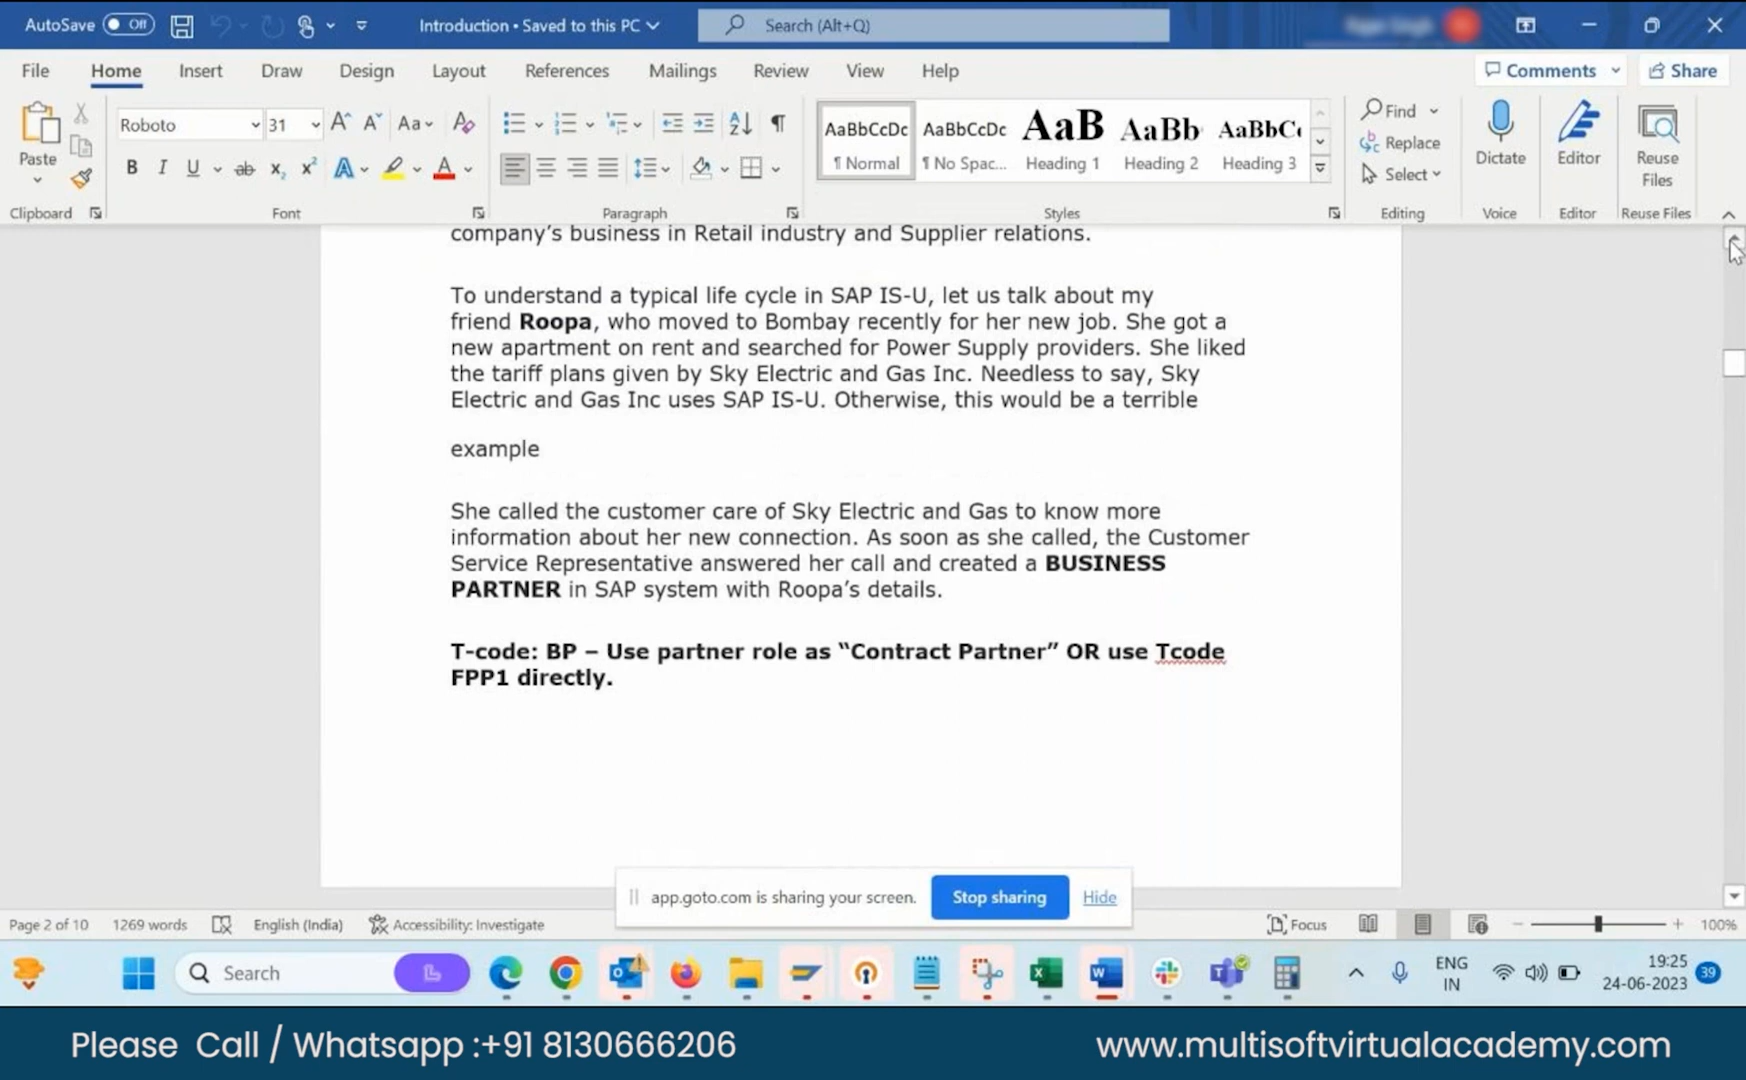 AutoSave Off Introduction • Saved to this PC Search (Alt+Q)
File Home Insert Draw Design Layout References Mailings Review View Help Comments Share
Paste
Roboto 31
Aa
B I U ab x₂ x² A A
AaBbCcDc AaBbCcDc AaB AaBb AaBbC
¶ Normal ¶ No Spac... Heading 1 Heading 2 Heading 3
Find
Replace
Select
Dictate
Editor
Reuse
Files
Clipboard Font Paragraph Styles Editing Voice Editor Reuse Files
company’s business in Retail industry and Supplier relations.
To understand a typical life cycle in SAP IS-U, let us talk about my
friend Roopa, who moved to Bombay recently for her new job. She got a
new apartment on rent and searched for Power Supply providers. She liked
the tariff plans given by Sky Electric and Gas Inc. Needless to say, Sky
Electric and Gas Inc uses SAP IS-U. Otherwise, this would be a terrible
example
She called the customer care of Sky Electric and Gas to know more
information about her new connection. As soon as she called, the Customer
Service Representative answered her call and created a BUSINESS
PARTNER in SAP system with Roopa’s details.
T-code: BP – Use partner role as “Contract Partner” OR use Tcode
FPP1 directly.
app.goto.com is sharing your screen. Stop sharing Hide
Page 2 of 10 1269 words English (India) Accessibility: Investigate Focus 100%
Search
ENG
IN
19:25
24-06-2023
39
Please Call / Whatsapp :+91 8130666206 www.multisoftvirtualacademy.com